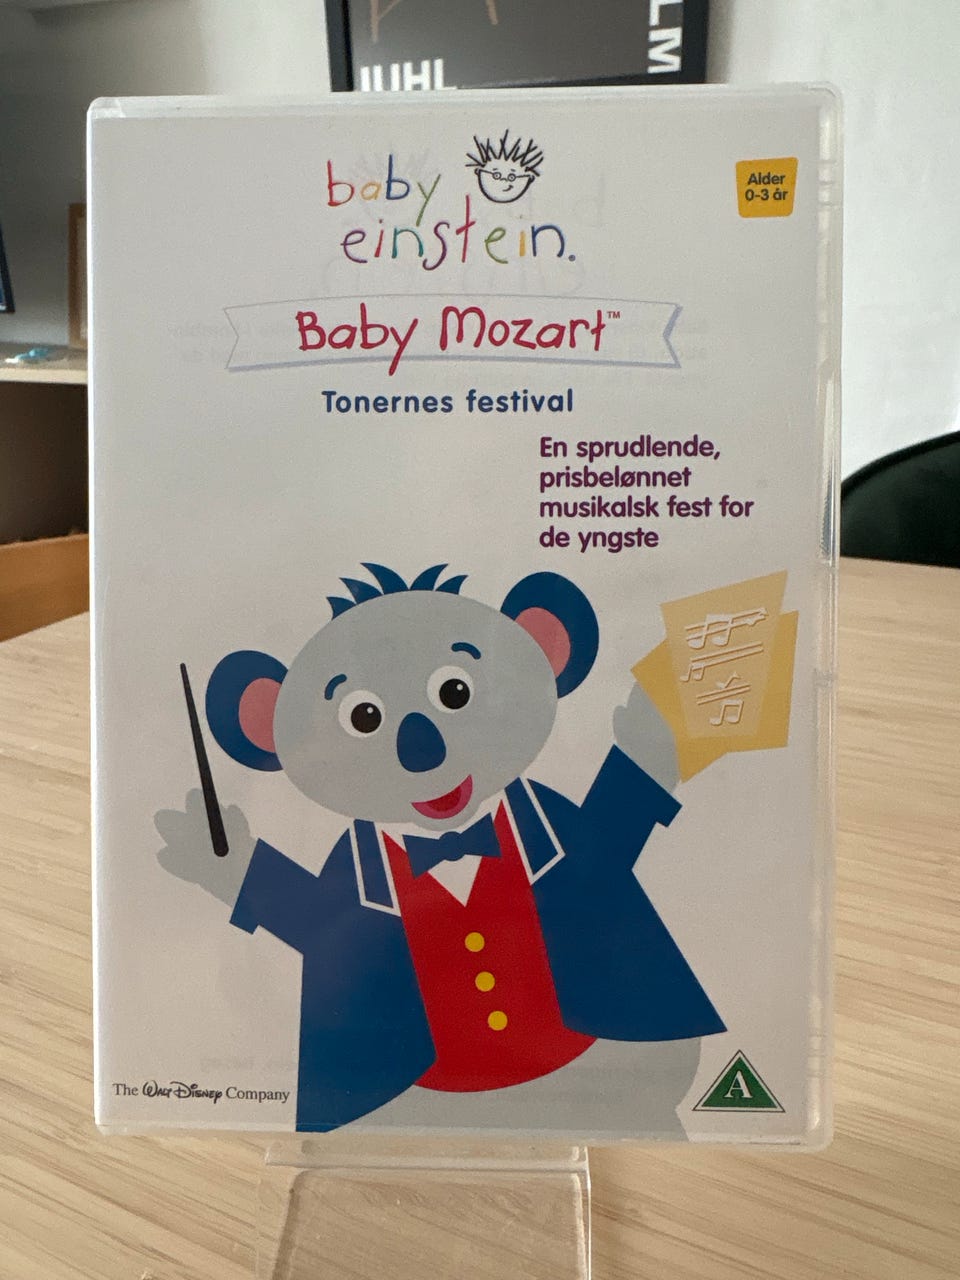 LM
baby
einstein.
Alder
0-3 år
Baby Mozart™
Tonernes festival
En sprudlende,
prisbelønnet
musikalsk fest for
de yngste
The Walt Disney Company
A